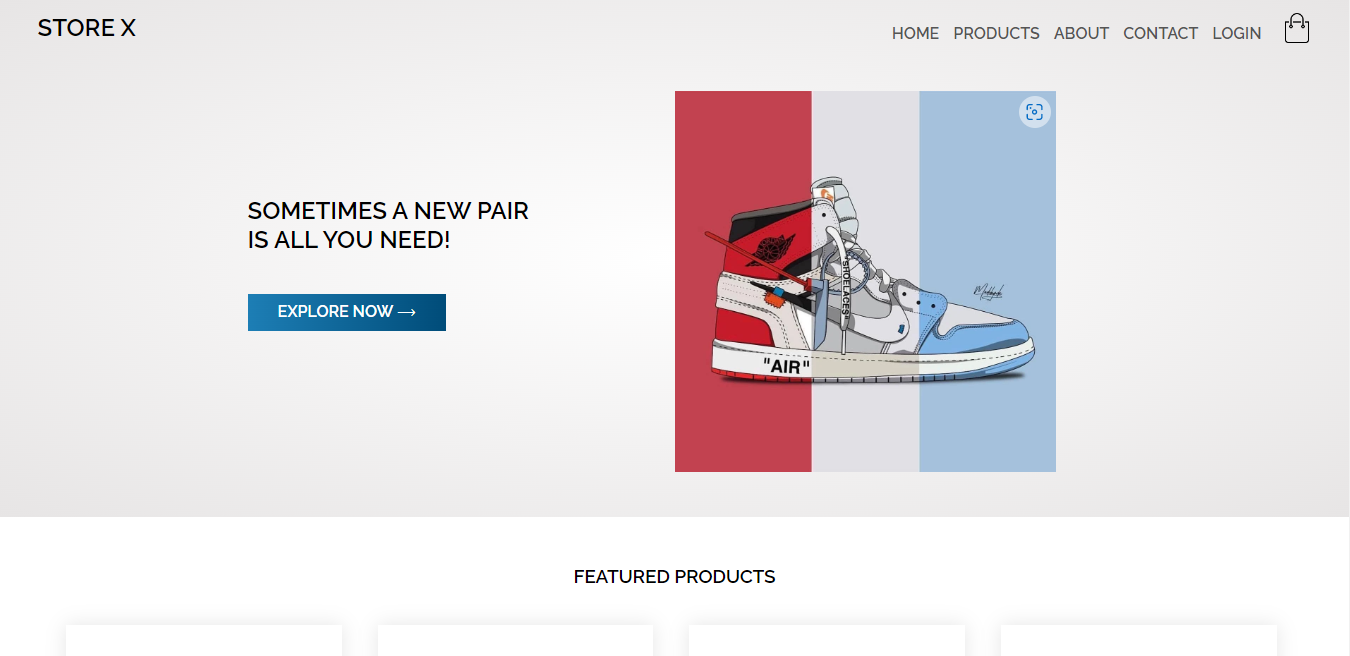 STORE X
HOME PRODUCTS ABOUT CONTACT LOGIN
SOMETIMES A NEW PAIR
IS ALL YOU NEED!
EXPLORE NOW ⟶
"SHOELACES"
"AIR"
FEATURED PRODUCTS